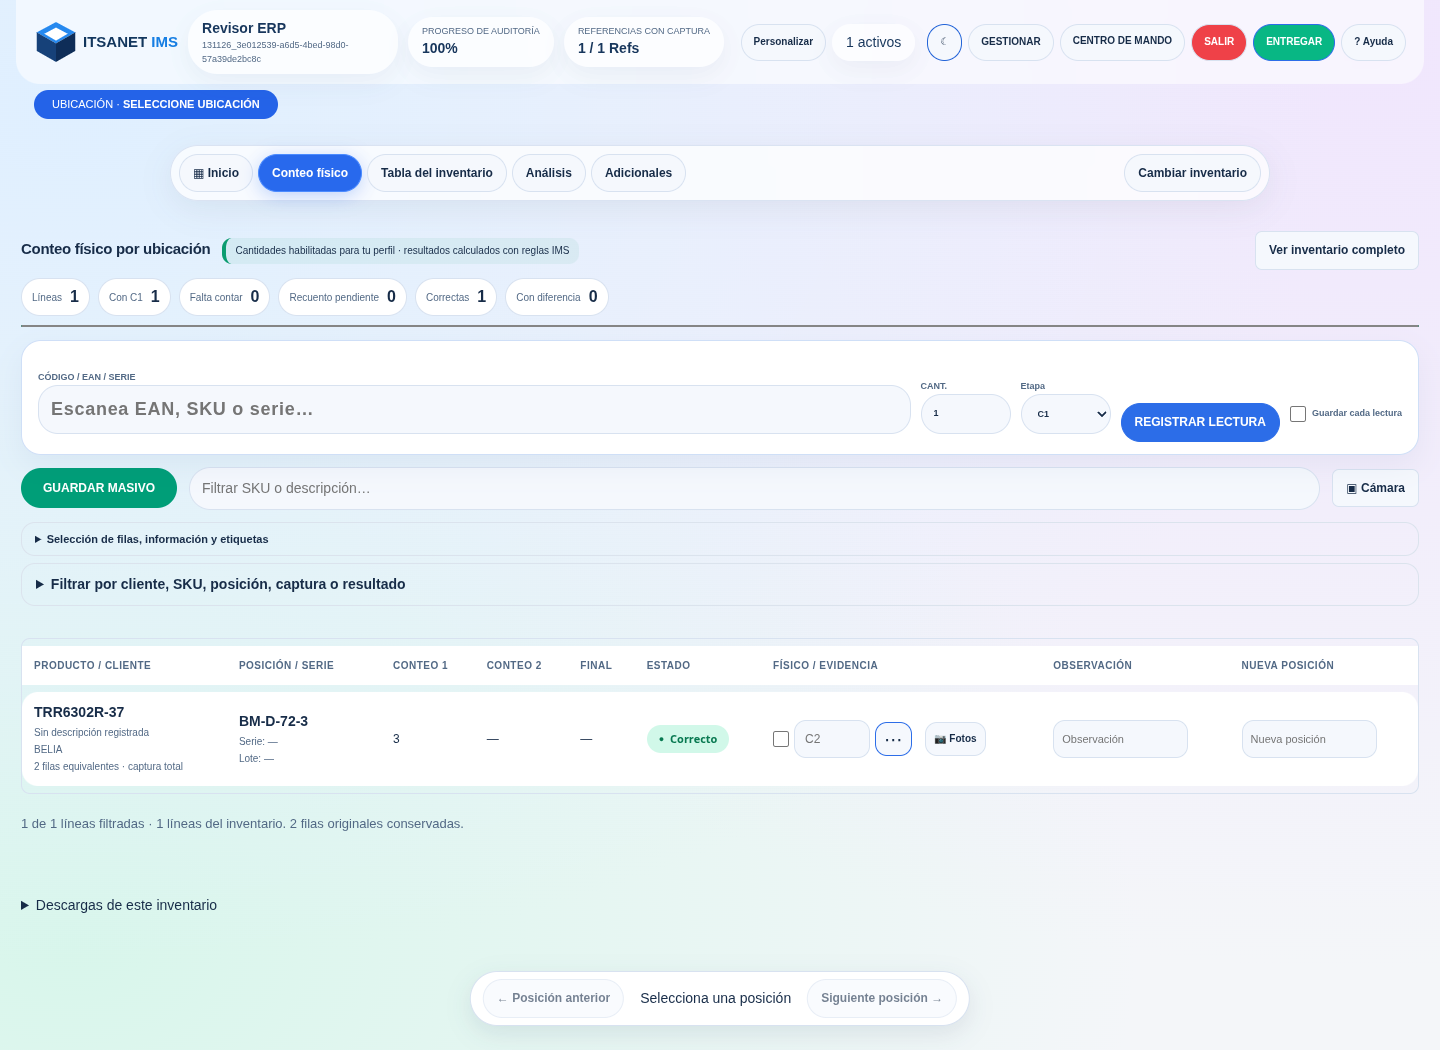 ITSANET IMS
Revisor ERP
131126_3e012539-a6d5-4bed-98d0-
57a39de2bc8c
PROGRESO DE AUDITORÍA
100%
REFERENCIAS CON CAPTURA
1 / 1 Refs
Personalizar
1 activos
☾
GESTIONAR
CENTRO DE MANDO
SALIR
ENTREGAR
? Ayuda
UBICACIÓN · SELECCIONE UBICACIÓN
▦ Inicio
Conteo físico
Tabla del inventario
Análisis
Adicionales
Cambiar inventario
Conteo físico por ubicación
Cantidades habilitadas para tu perfil · resultados calculados con reglas IMS
Ver inventario completo
Líneas 1
Con C1 1
Falta contar 0
Recuento pendiente 0
Correctas 1
Con diferencia 0
CÓDIGO / EAN / SERIE
Escanea EAN, SKU o serie…
CANT.
1
Etapa
C1
REGISTRAR LECTURA
Guardar cada lectura
GUARDAR MASIVO
Filtrar SKU o descripción…
▣ Cámara
▶ Selección de filas, información y etiquetas
▶ Filtrar por cliente, SKU, posición, captura o resultado
PRODUCTO / CLIENTE POSICIÓN / SERIE CONTEO 1 CONTEO 2 FINAL ESTADO FÍSICO / EVIDENCIA OBSERVACIÓN NUEVA POSICIÓN
TRR6302R-37
Sin descripción registrada
BELIA
2 filas equivalentes · captura total
BM-D-72-3
Serie: —
Lote: —
3
—
—
• Correcto
C2
⋯
📷 Fotos
Observación
Nueva posición
1 de 1 líneas filtradas · 1 líneas del inventario. 2 filas originales conservadas.
▶ Descargas de este inventario
← Posición anterior
Selecciona una posición
Siguiente posición →